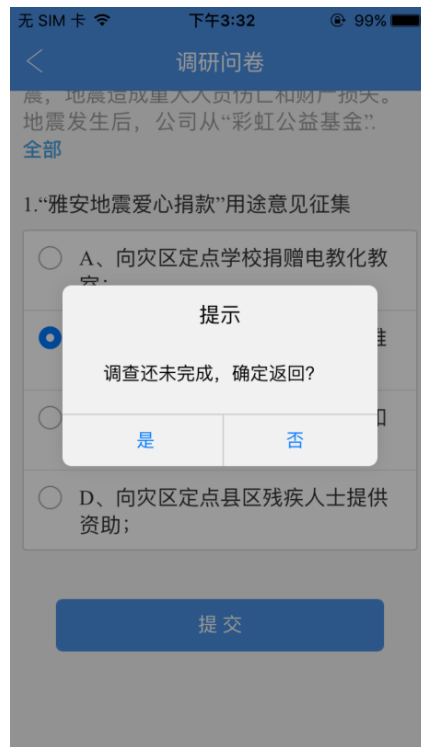 无 SIM 卡 下午3:32 99%
调研问卷
震，地震造成重大人员伤亡和财产损失。
地震发生后，公司从“彩虹公益基金”..
全部
1.“雅安地震爱心捐款”用途意见征集
A、向灾区定点学校捐赠电教化教
室；
提示
调查还未完成，确定返回？
是 否
D、向灾区定点县区残疾人士提供
资助；
提 交